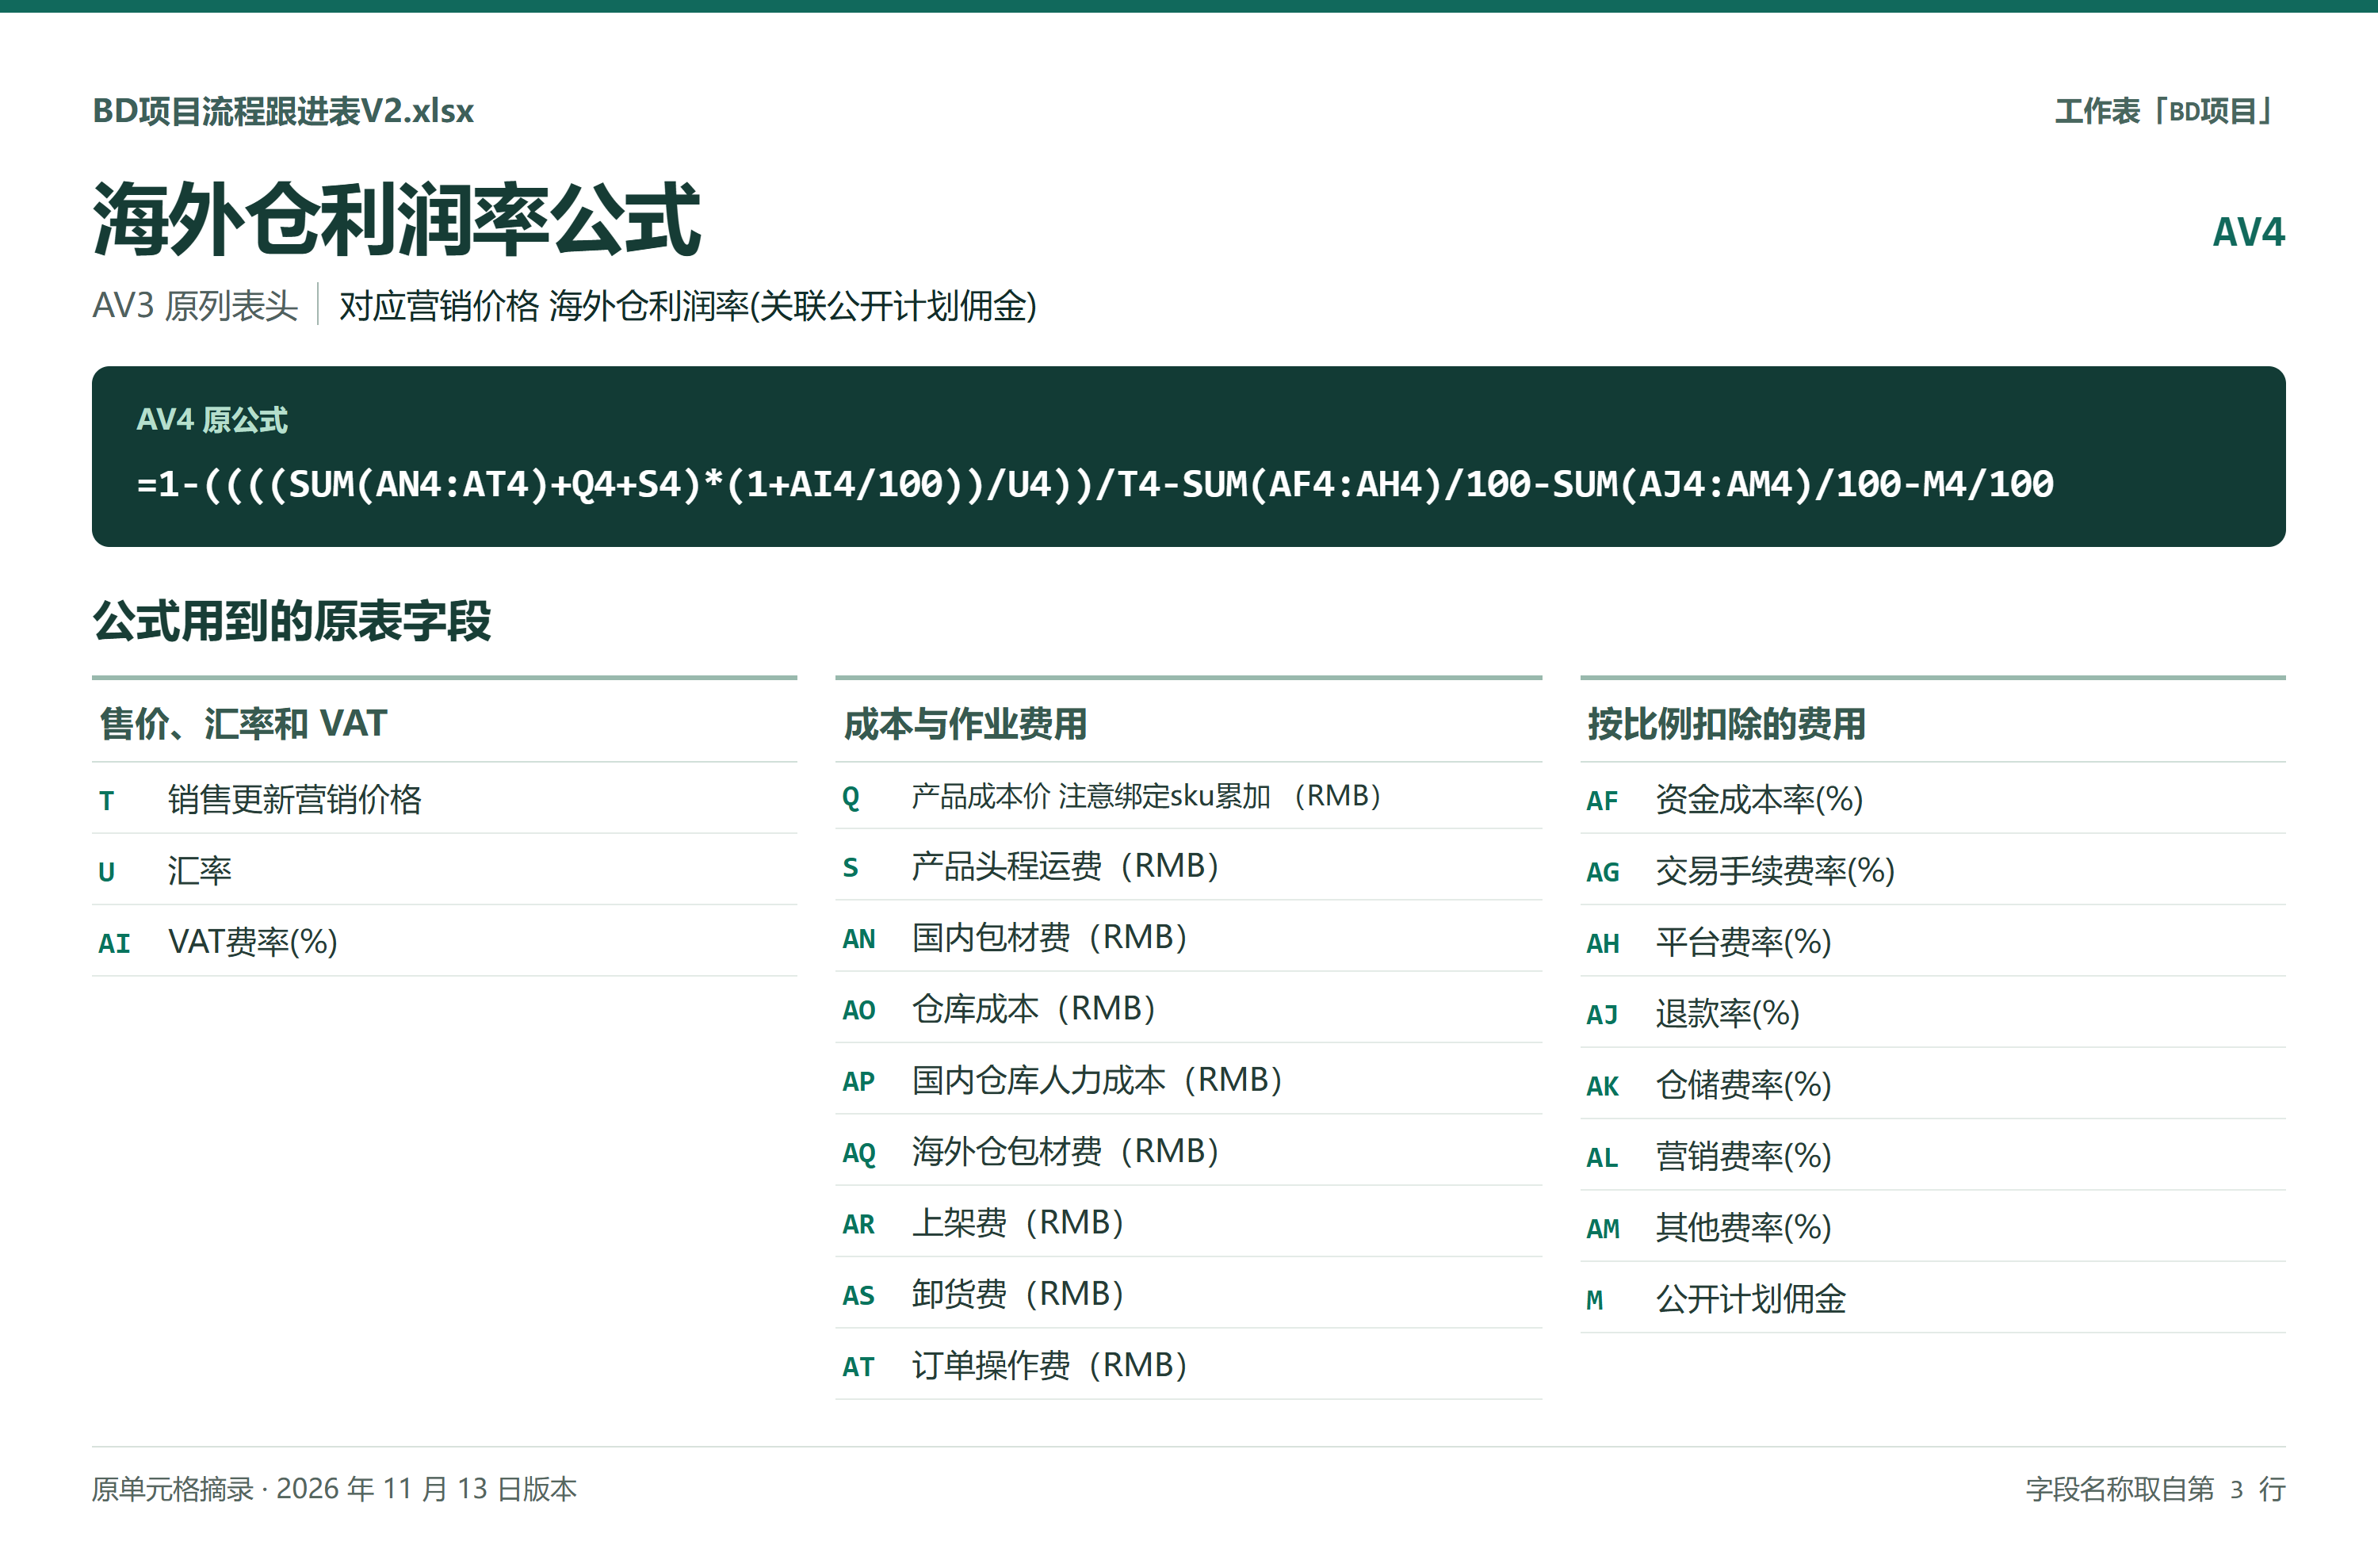 BD项目流程跟进表V2.xlsx
工作表「BD项目」
海外仓利润率公式
AV4
AV3 原列表头
对应营销价格 海外仓利润率(关联公开计划佣金)
AV4 原公式
=1-((((SUM(AN4:AT4)+Q4+S4)*(1+AI4/100))/U4))/T4-SUM(AF4:AH4)/100-SUM(AJ4:AM4)/100-M4/100
公式用到的原表字段
售价、汇率和 VAT
T 销售更新营销价格
U 汇率
AI VAT费率(%)
成本与作业费用
Q 产品成本价 注意绑定sku累加 （RMB）
S 产品头程运费（RMB）
AN 国内包材费（RMB）
AO 仓库成本（RMB）
AP 国内仓库人力成本（RMB）
AQ 海外仓包材费（RMB）
AR 上架费（RMB）
AS 卸货费（RMB）
AT 订单操作费（RMB）
按比例扣除的费用
AF 资金成本率(%)
AG 交易手续费率(%)
AH 平台费率(%)
AJ 退款率(%)
AK 仓储费率(%)
AL 营销费率(%)
AM 其他费率(%)
M 公开计划佣金
原单元格摘录 · 2026 年 11 月 13 日版本
字段名称取自第 3 行